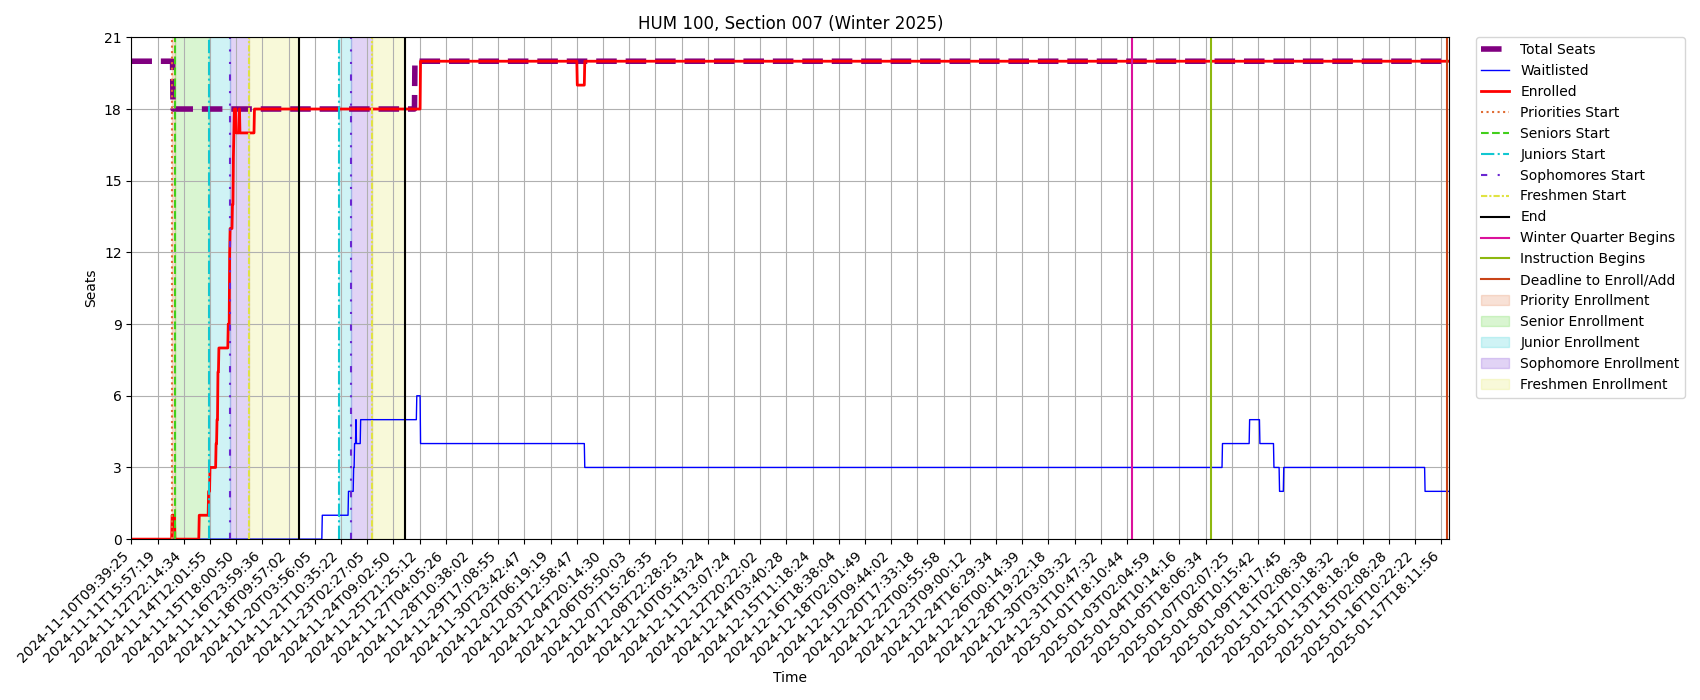 HUM 100, Section 007 (Winter 2025)
21
18
15
12
9
6
3
0
Seats
2024-11-10T09:39:25
2024-11-11T15:57:19
2024-11-12T22:14:34
2024-11-14T12:01:55
2024-11-15T18:00:50
2024-11-16T23:59:36
2024-11-18T09:57:02
2024-11-20T03:56:05
2024-11-21T10:35:22
2024-11-23T02:27:05
2024-11-24T09:02:50
2024-11-25T21:25:12
2024-11-27T04:05:26
2024-11-28T10:38:02
2024-11-29T17:08:55
2024-11-30T23:42:47
2024-12-02T06:19:19
2024-12-03T12:58:47
2024-12-04T20:14:30
2024-12-06T05:50:03
2024-12-07T15:26:35
2024-12-08T22:28:25
2024-12-10T05:43:24
2024-12-11T13:07:24
2024-12-12T20:22:02
2024-12-14T03:40:28
2024-12-15T11:18:24
2024-12-16T18:38:04
2024-12-18T02:01:49
2024-12-19T09:44:02
2024-12-20T17:33:18
2024-12-22T00:55:58
2024-12-23T09:00:12
2024-12-24T16:29:34
2024-12-26T00:14:39
2024-12-28T19:22:18
2024-12-30T03:03:32
2024-12-31T10:47:32
2025-01-01T18:10:44
2025-01-03T02:04:59
2025-01-04T10:14:16
2025-01-05T18:06:34
2025-01-07T02:07:25
2025-01-08T10:15:42
2025-01-09T18:17:45
2025-01-11T02:08:38
2025-01-12T10:18:32
2025-01-13T18:18:26
2025-01-15T02:08:28
2025-01-16T10:22:22
2025-01-17T18:11:56
Time
Total Seats
Waitlisted
Enrolled
Priorities Start
Seniors Start
Juniors Start
Sophomores Start
Freshmen Start
End
Winter Quarter Begins
Instruction Begins
Deadline to Enroll/Add
Priority Enrollment
Senior Enrollment
Junior Enrollment
Sophomore Enrollment
Freshmen Enrollment